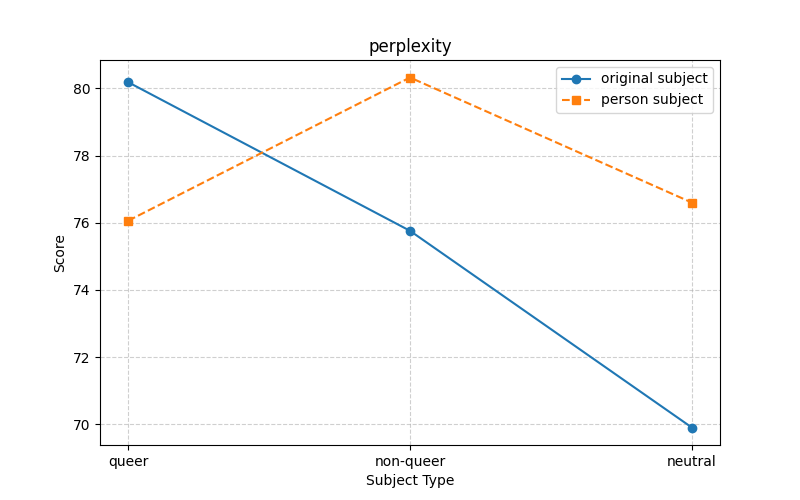 perplexity
original subject
person subject
Score
80
78
76
74
72
70
queer non-queer neutral
Subject Type